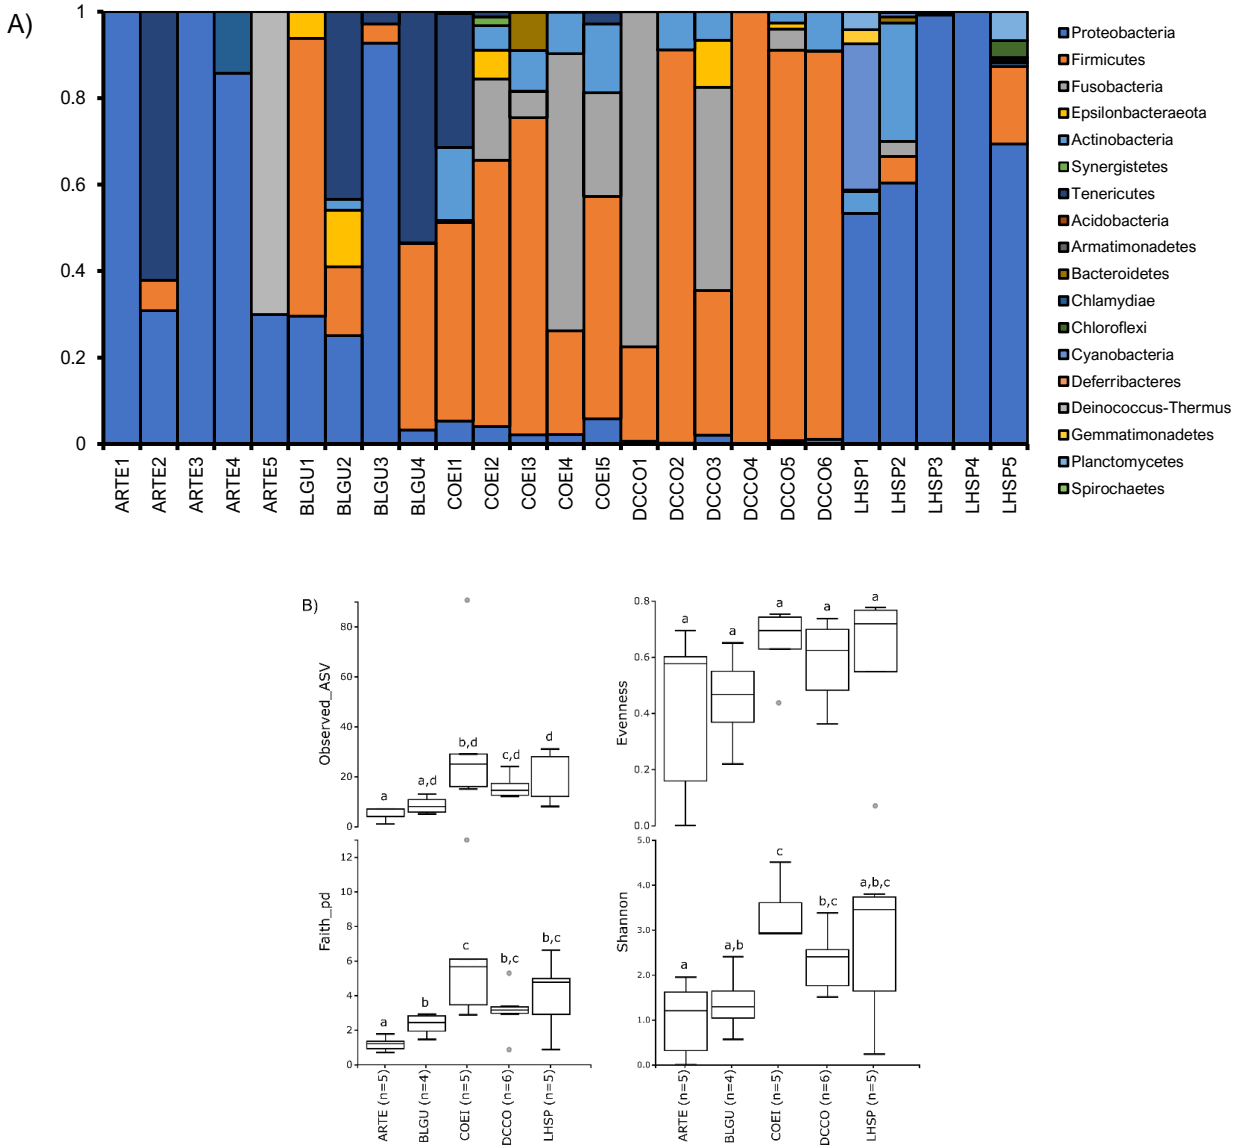 A)
1
0.8
0.6
0.4
0.2
0
ARTE1
ARTE2
ARTE3
ARTE4
ARTE5
BLGU1
BLGU2
BLGU3
BLGU4
COEI1
COEI2
COEI3
COEI4
COEI5
DCCO1
DCCO2
DCCO3
DCCO4
DCCO5
DCCO6
LHSP1
LHSP2
LHSP3
LHSP4
LHSP5
Proteobacteria
Firmicutes
Fusobacteria
Epsilonbacteraeota
Actinobacteria
Synergistetes
Tenericutes
Acidobacteria
Armatimonadetes
Bacteroidetes
Chlamydiae
Chloroflexi
Cyanobacteria
Deferribacteres
Deinococcus-Thermus
Gemmatimonadetes
Planctomycetes
Spirochaetes
B)
Observed_ASV
80
60
40
20
0
a
a,d
b,d
c,d
d
Evenness
0.8
0.6
0.4
0.2
0.0
a
a
a
a
a
Faith_pd
12
10
8
6
4
2
0
a
b
c
b,c
b,c
ARTE (n=5)
BLGU (n=4)
COEI (n=5)
DCCO (n=6)
LHSP (n=5)
Shannon
5.0
4.0
3.0
2.0
1.0
0.0
a
a,b
c
b,c
a,b,c
ARTE (n=5)
BLGU (n=4)
COEI (n=5)
DCCO (n=6)
LHSP (n=5)